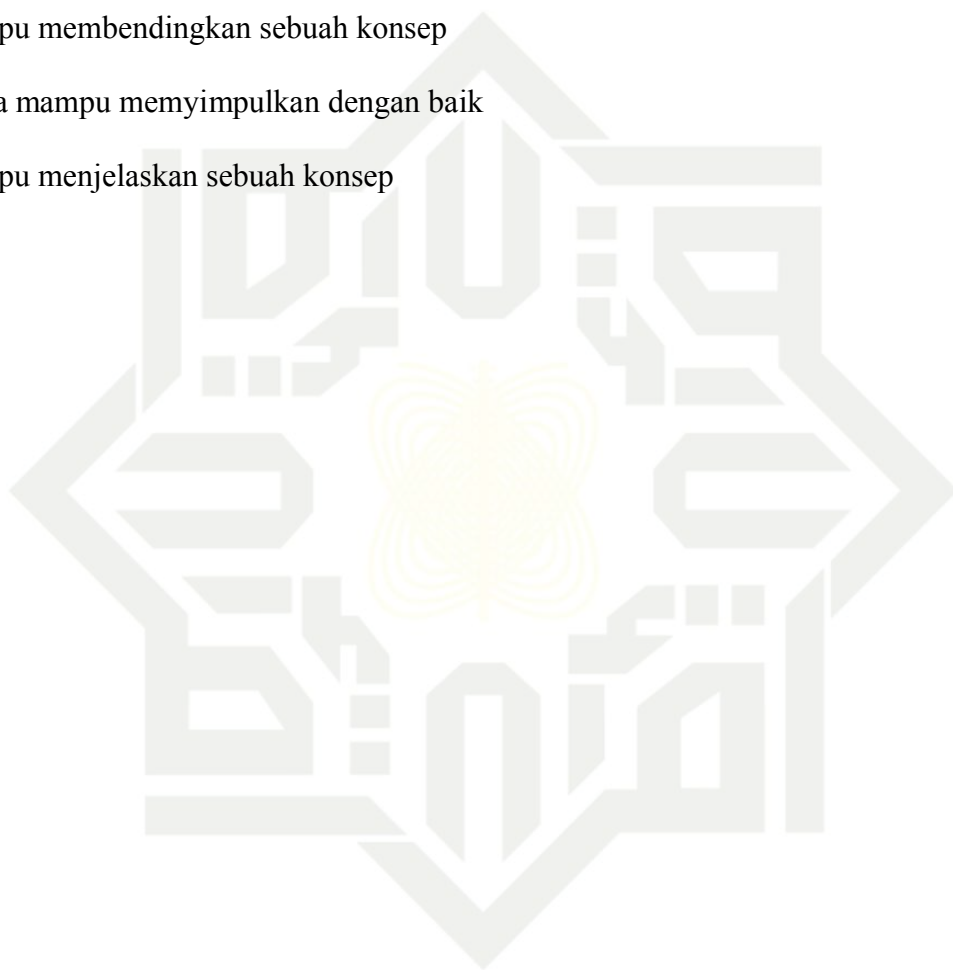 pu membendingkan sebuah konsep
a mampu memyimpulkan dengan baik
pu menjelaskan sebuah konsep